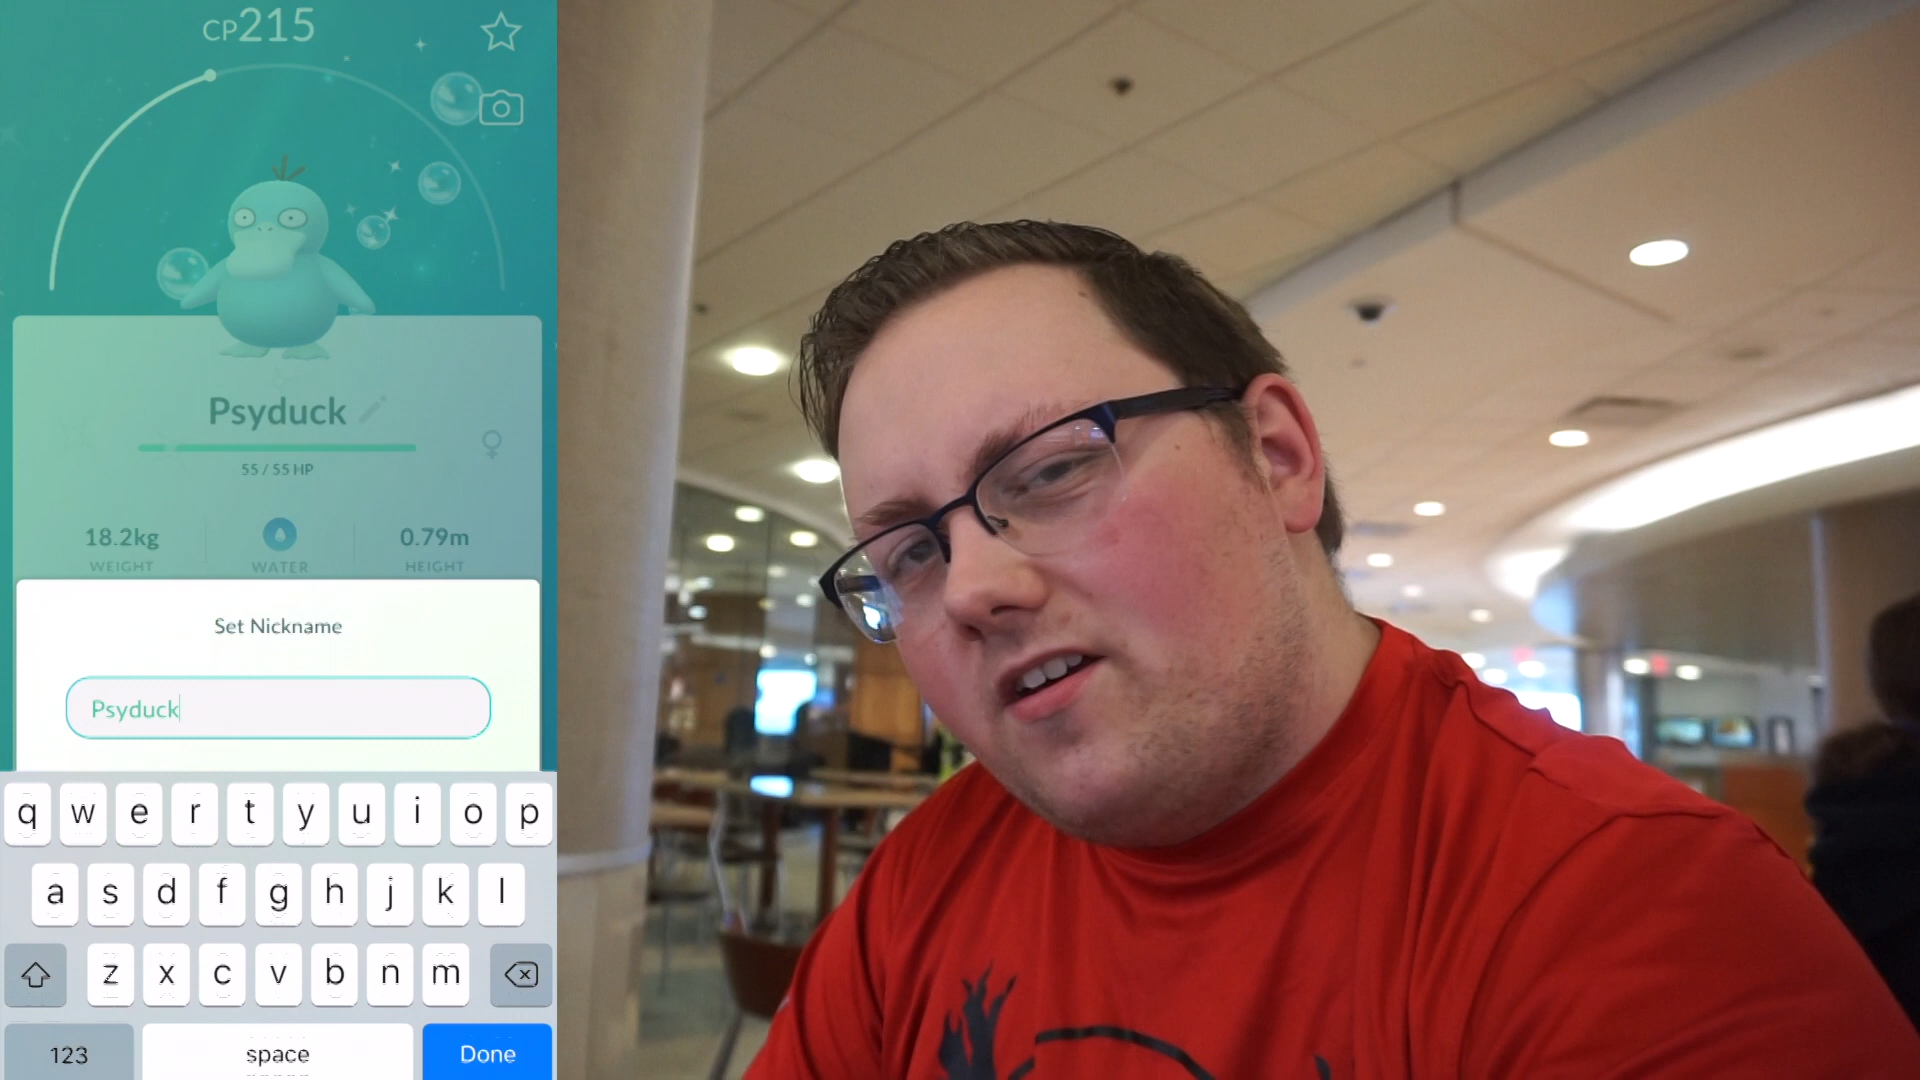 CP215
Psyduck
55 / 55 HP
18.2kg
WEIGHT
WATER
0.79m
HEIGHT
Set Nickname
Psyduck
q w e r t y u i o p
a s d f g h j k l
z x c v b n m
123
space
Done